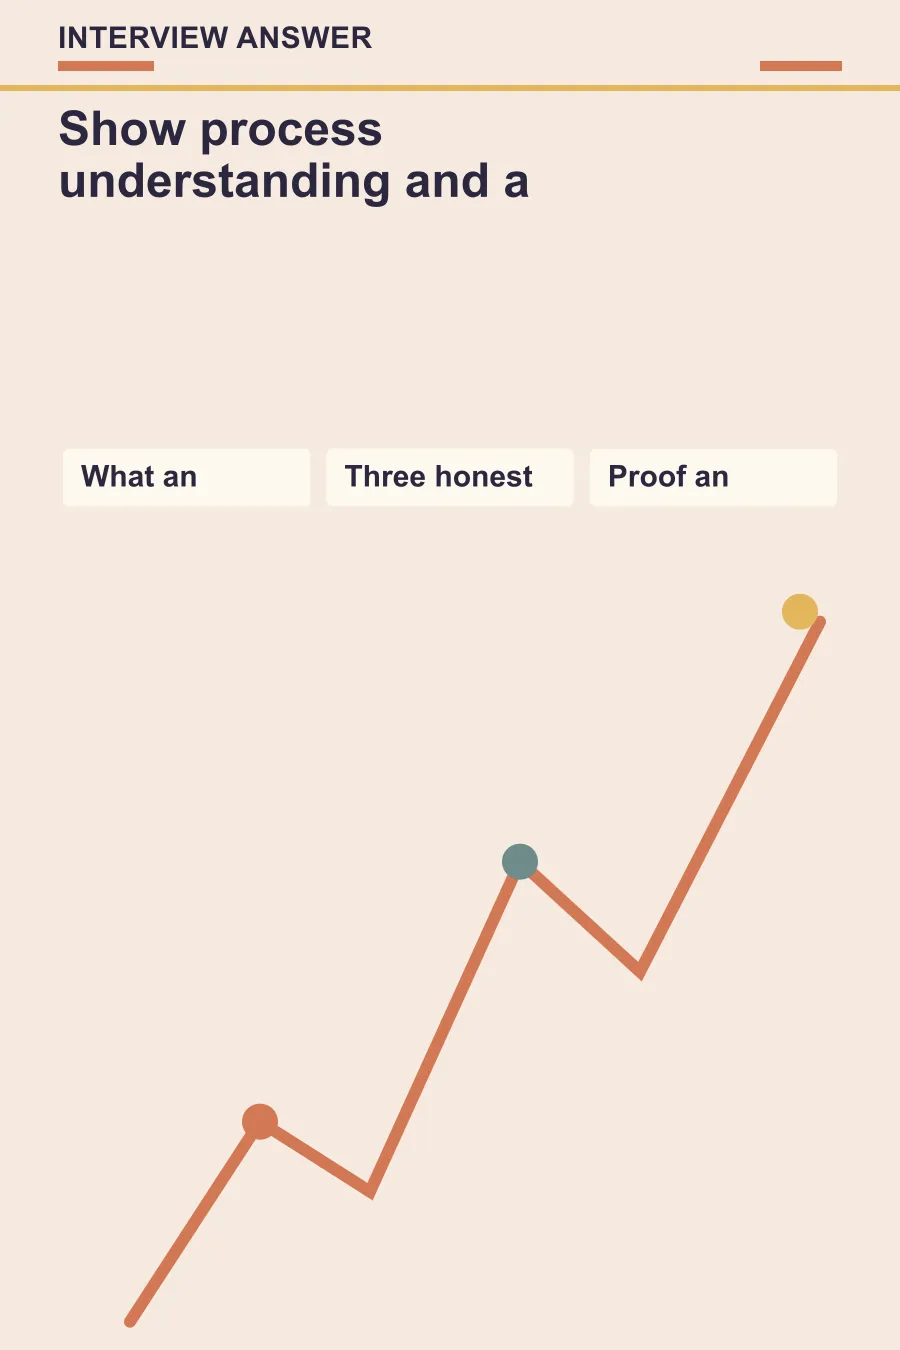 INTERVIEW ANSWER
Show process
understanding and a
What an
Three honest
Proof an